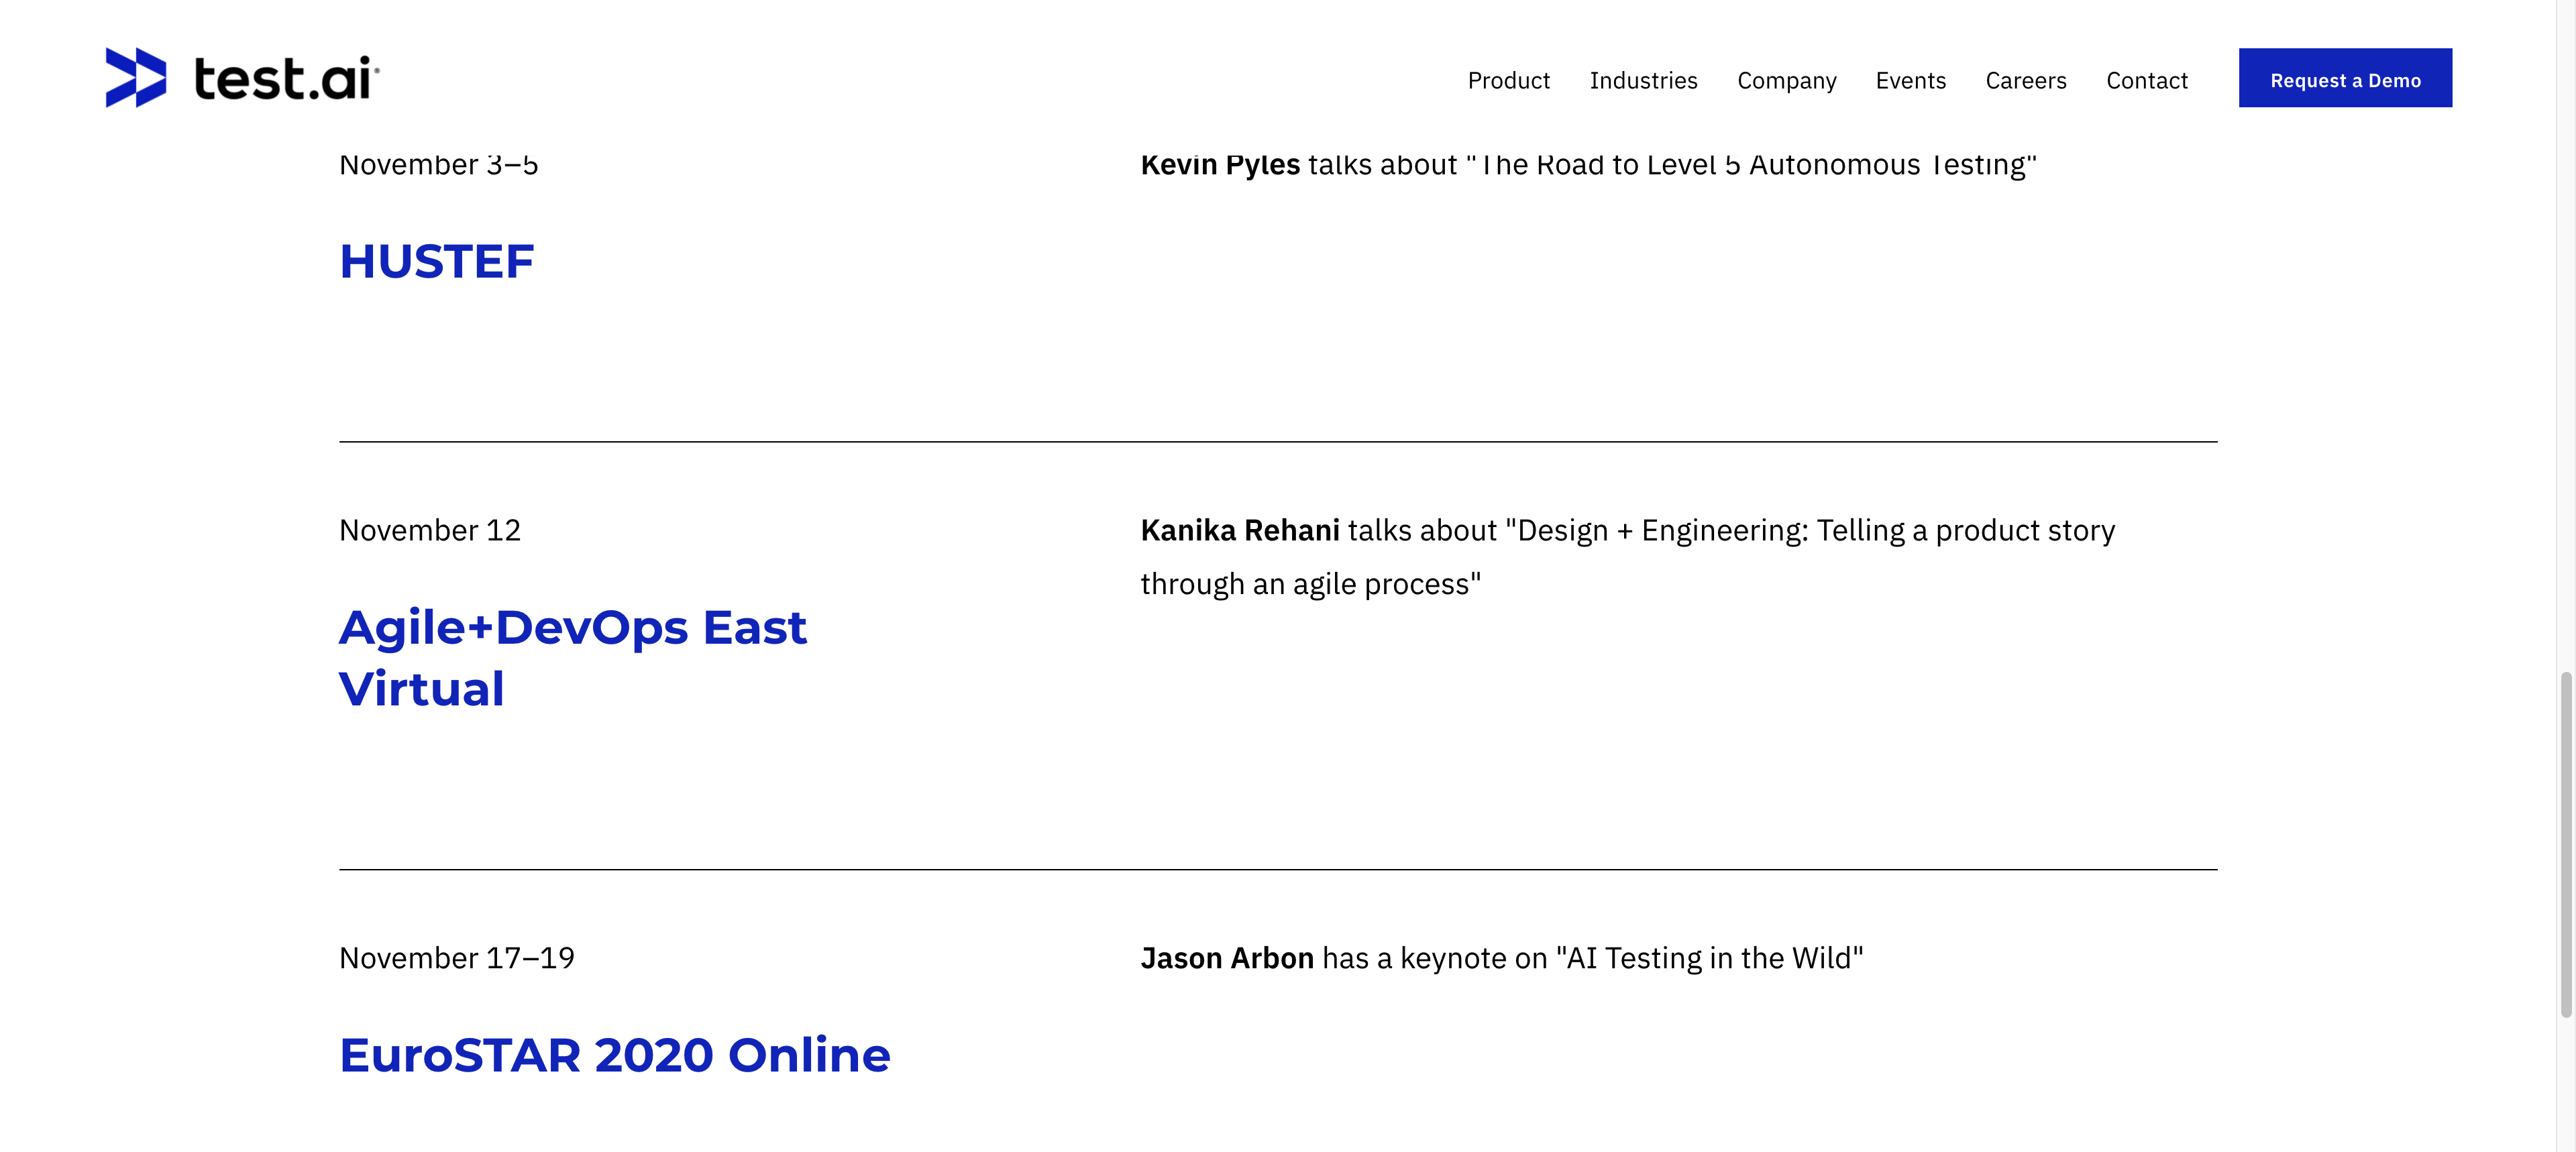 test.ai
Product Industries Company Events Careers Contact Request a Demo
November 3–5
Kevin Pyles talks about "The Road to Level 5 Autonomous Testing"
HUSTEF
November 12
Kanika Rehani talks about "Design + Engineering: Telling a product story
through an agile process"
Agile+DevOps East
Virtual
November 17–19
Jason Arbon has a keynote on "AI Testing in the Wild"
EuroSTAR 2020 Online